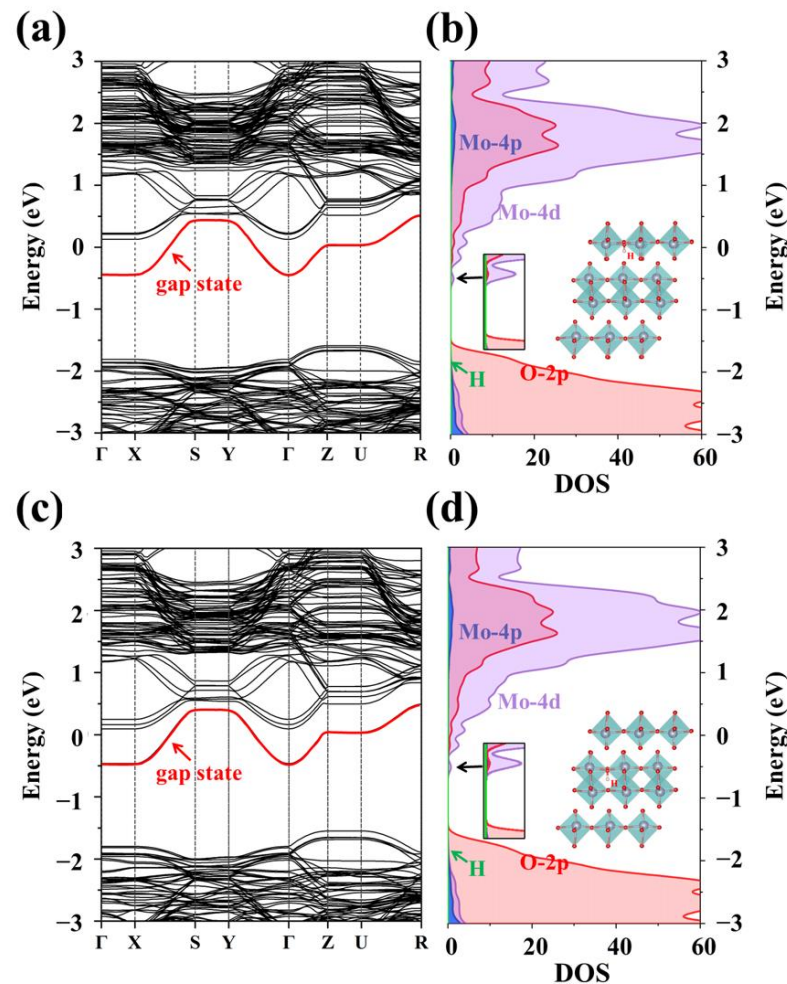 (a)
(b)
3
2
1
0
−1
−2
−3
Energy (eV)
gap state
Γ X S Y Γ Z U R
Mo-4p
Mo-4d
H
H
O-2p
0 20 40 60
DOS
3
2
1
0
−1
−2
−3
Energy (eV)
(c)
(d)
3
2
1
0
−1
−2
−3
Energy (eV)
gap state
Γ X S Y Γ Z U R
Mo-4p
Mo-4d
H
H
O-2p
0 20 40 60
DOS
3
2
1
0
−1
−2
−3
Energy (eV)